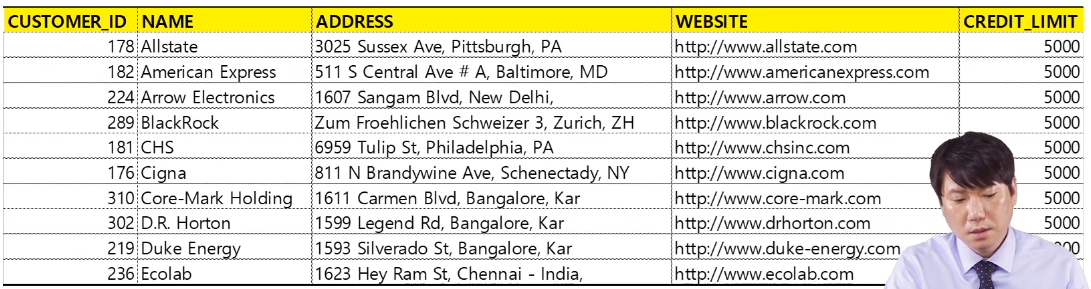 CUSTOMER_ID NAME ADDRESS WEBSITE CREDIT_LIMIT
178 Allstate 3025 Sussex Ave, Pittsburgh, PA http://www.allstate.com 5000
182 American Express 511 S Central Ave # A, Baltimore, MD http://www.americanexpress.com 5000
224 Arrow Electronics 1607 Sangam Blvd, New Delhi, http://www.arrow.com 5000
289 BlackRock Zum Froehlichen Schweizer 3, Zurich, ZH http://www.blackrock.com 5000
181 CHS 6959 Tulip St, Philadelphia, PA http://www.chsinc.com 5000
176 Cigna 811 N Brandywine Ave, Schenectady, NY http://www.cigna.com 5000
310 Core-Mark Holding 1611 Carmen Blvd, Bangalore, Kar http://www.core-mark.com 5000
302 D.R. Horton 1599 Legend Rd, Bangalore, Kar http://www.drhorton.com 5000
219 Duke Energy 1593 Silverado St, Bangalore, Kar http://www.duke-energy.com
236 Ecolab 1623 Hey Ram St, Chennai - India, http://www.ecolab.com